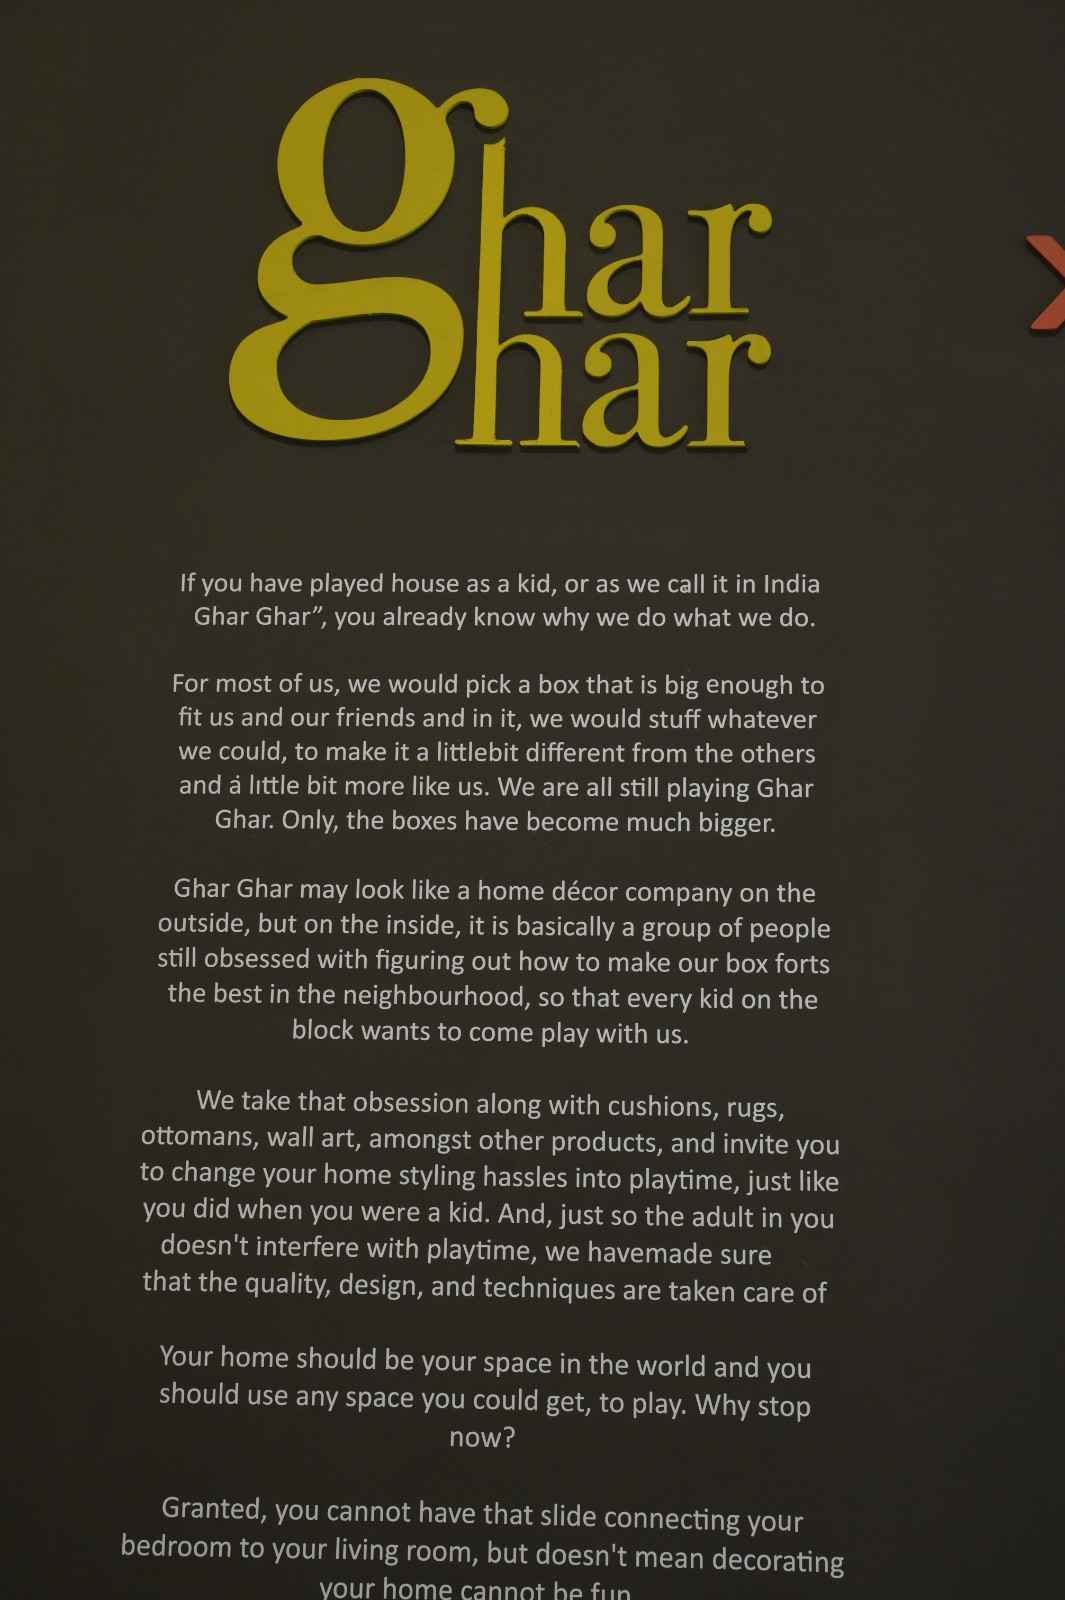 ghar
har
If you have played house as a kid, or as we call it in India
Ghar Ghar”, you already know why we do what we do.
For most of us, we would pick a box that is big enough to
fit us and our friends and in it, we would stuff whatever
we could, to make it a littlebit different from the others
and a little bit more like us. We are all still playing Ghar
Ghar. Only, the boxes have become much bigger.
Ghar Ghar may look like a home décor company on the
outside, but on the inside, it is basically a group of people
still obsessed with figuring out how to make our box forts
the best in the neighbourhood, so that every kid on the
block wants to come play with us.
We take that obsession along with cushions, rugs,
ottomans, wall art, amongst other products, and invite you
to change your home styling hassles into playtime, just like
you did when you were a kid. And, just so the adult in you
doesn't interfere with playtime, we havemade sure
that the quality, design, and techniques are taken care of
Your home should be your space in the world and you
should use any space you could get, to play. Why stop
now?
Granted, you cannot have that slide connecting your
bedroom to your living room, but doesn't mean decorating
your home cannot be fun